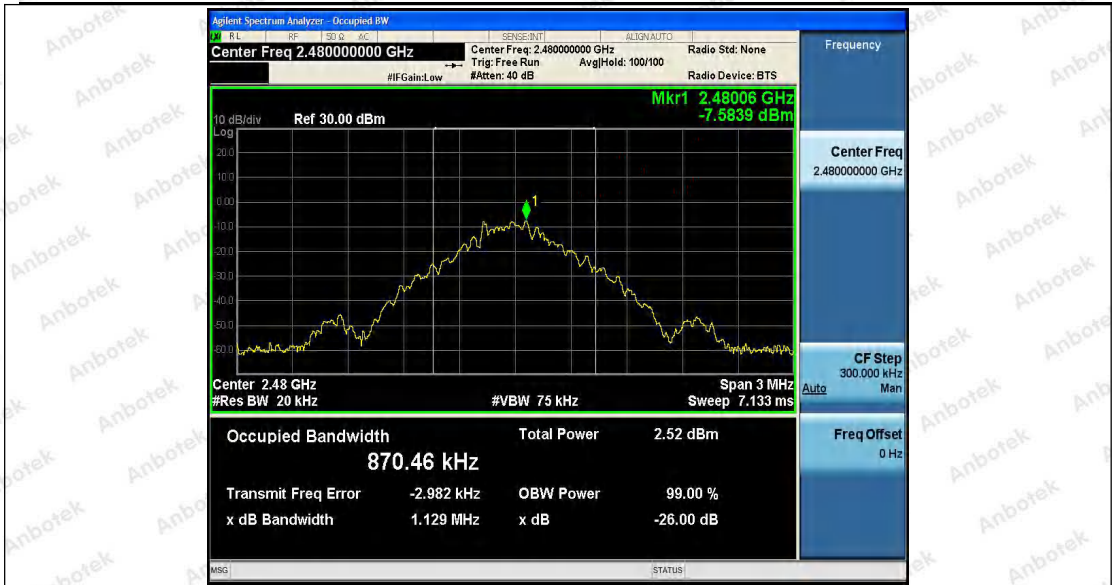 Agilent Spectrum Analyzer - Occupied BW
RL RF 50 Ω AC SENSE:INT ALIGN AUTO
Center Freq 2.480000000 GHz
Center Freq: 2.480000000 GHz
Radio Std: None
Trig: Free Run Avg|Hold: 100/100
#IFGain:Low
#Atten: 40 dB
Radio Device: BTS
Mkr1 2.48006 GHz
-7.5839 dBm
10 dB/div Ref 30.00 dBm
Log
20.0
10.0
0.00
-10.0
-20.0
-30.0
-40.0
-50.0
-60.0
1
Center 2.48 GHz
Span 3 MHz
#Res BW 20 kHz
#VBW 75 kHz
Sweep 7.133 ms
Occupied Bandwidth
Total Power 2.52 dBm
870.46 kHz
Transmit Freq Error -2.982 kHz
OBW Power 99.00 %
x dB Bandwidth 1.129 MHz
x dB -26.00 dB
MSG
STATUS
Frequency
Center Freq
2.480000000 GHz
CF Step
300.000 kHz
Auto Man
Freq Offset
0 Hz
Anbotek